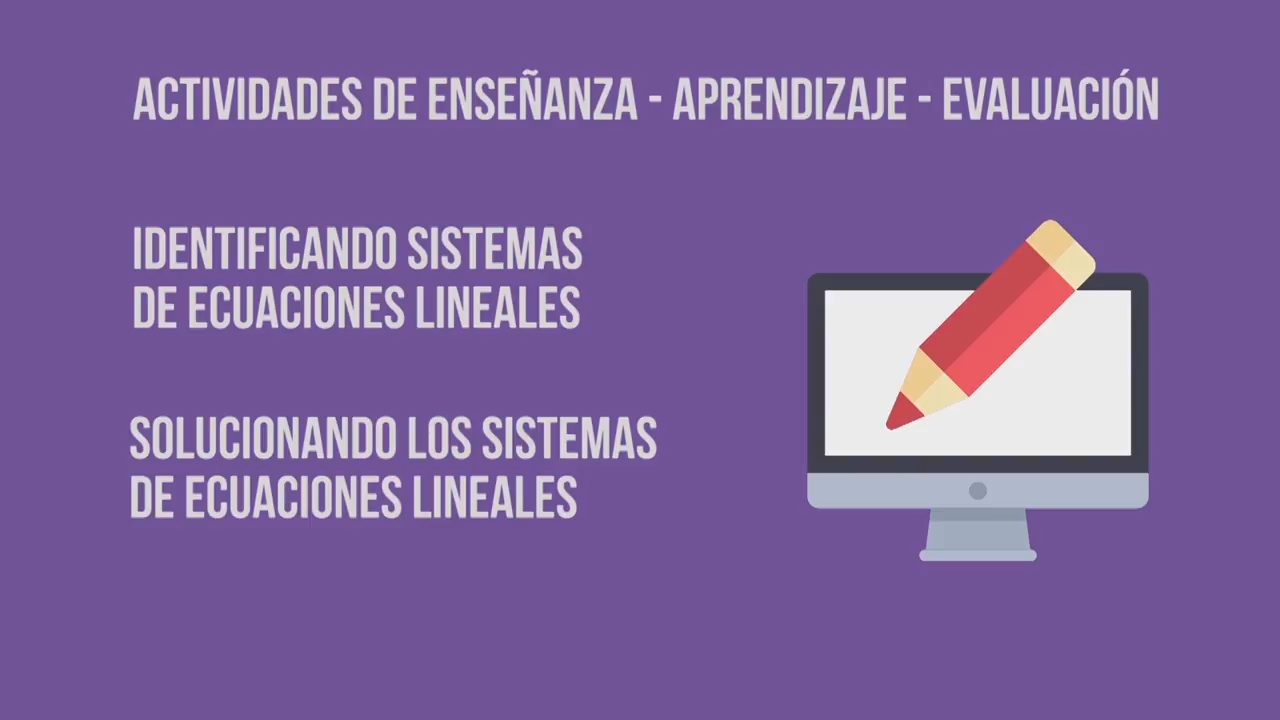 ACTIVIDADES DE ENSEÑANZA - APRENDIZAJE - EVALUACIÓN
IDENTIFICANDO SISTEMAS
DE ECUACIONES LINEALES
SOLUCIONANDO LOS SISTEMAS
DE ECUACIONES LINEALES